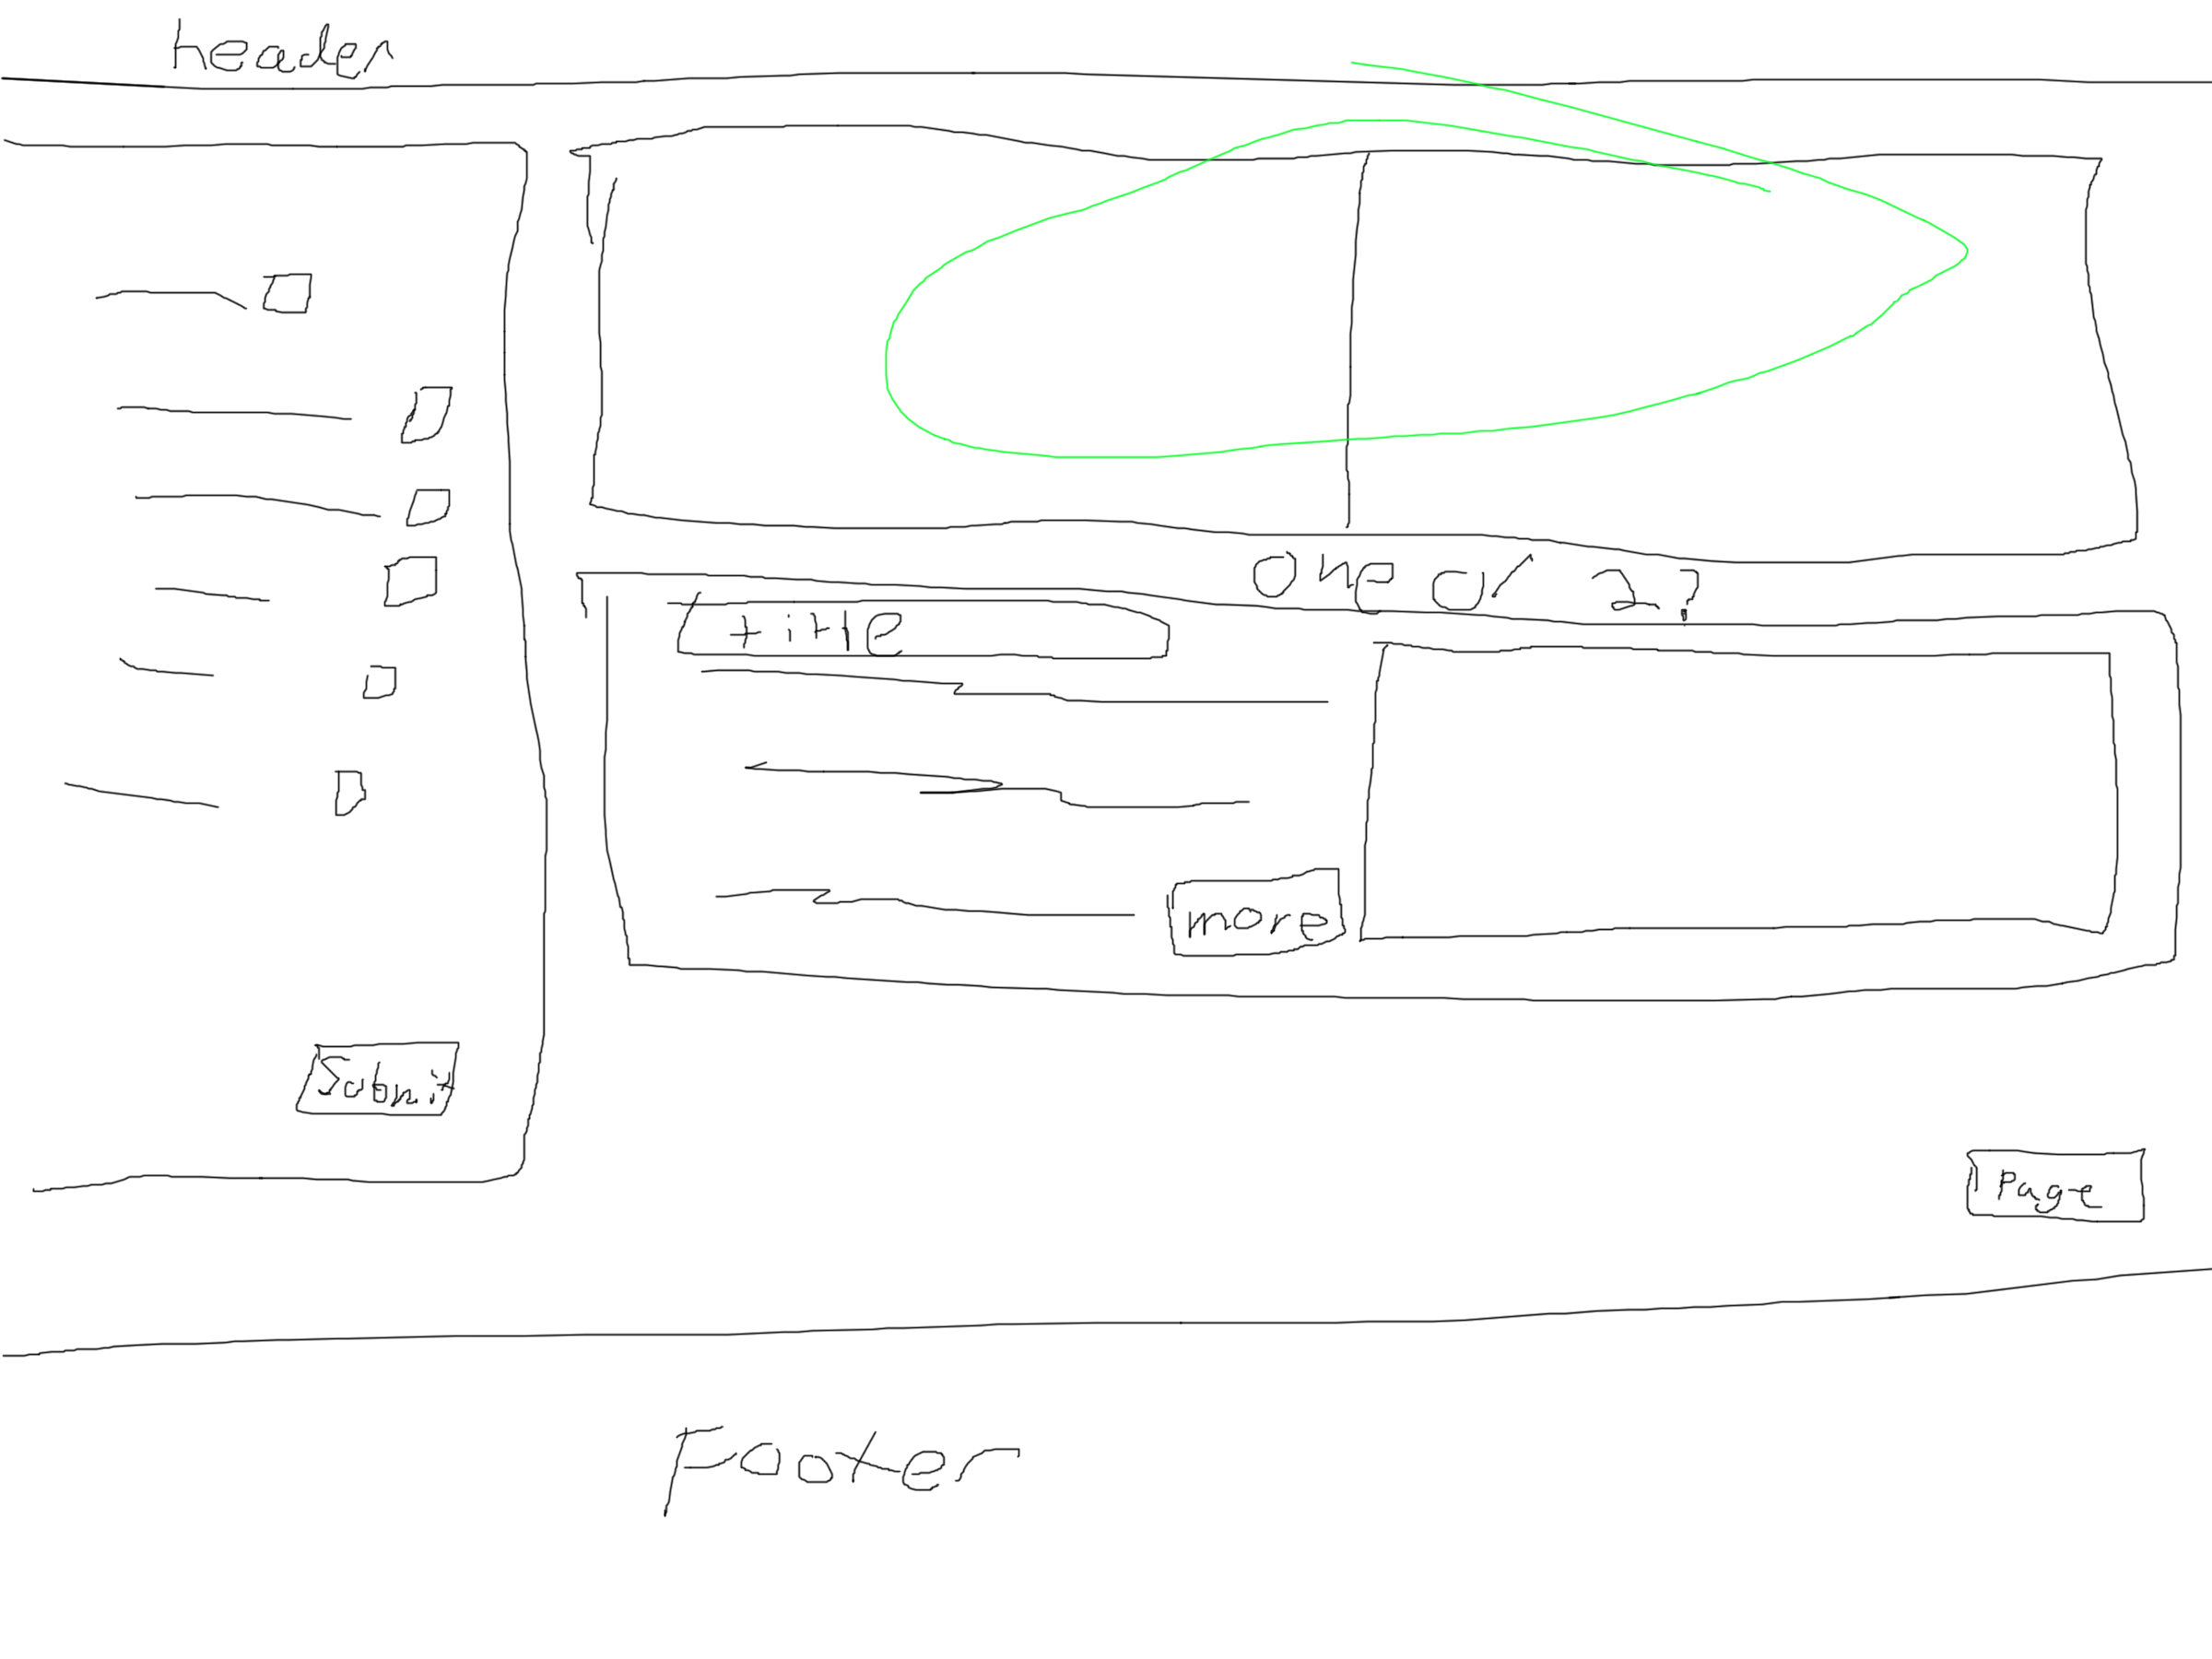 header
one or 2?
title
more
Submit
Page
Footer